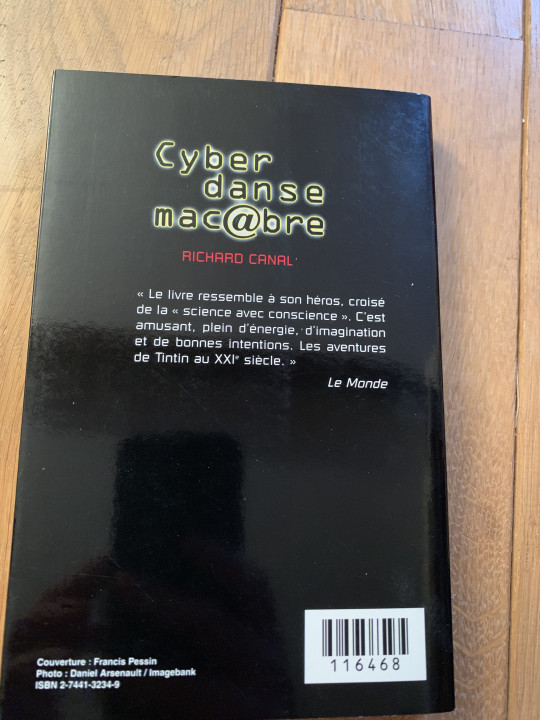 Cyber
danse
mac@bre
RICHARD CANAL
« Le livre ressemble à son héros, croisé
de la « science avec conscience ». C'est
amusant, plein d'énergie, d'imagination
et de bonnes intentions. Les aventures
de Tintin au XXIe siècle. »
Le Monde
Couverture : Francis Pessin
Photo : Daniel Arsenault / Imagebank
ISBN 2-7441-3234-9
116468